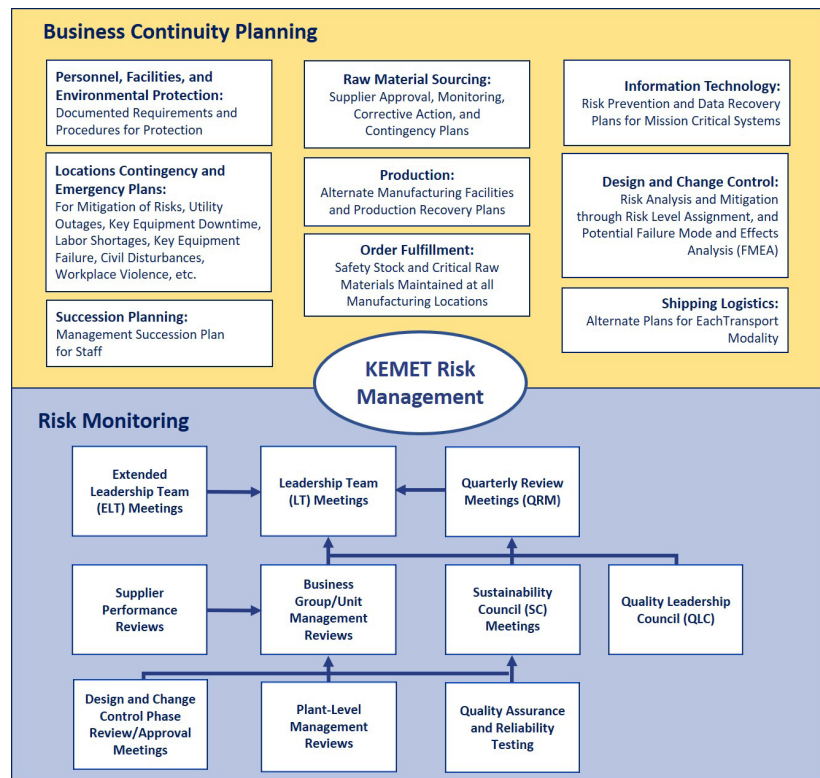 Business Continuity Planning
Personnel, Facilities, and
Environmental Protection:
Documented Requirements and
Procedures for Protection
Locations Contingency and
Emergency Plans:
For Mitigation of Risks, Utility
Outages, Key Equipment Downtime,
Labor Shortages, Key Equipment
Failure, Civil Disturbances,
Workplace Violence, etc.
Succession Planning:
Management Succession Plan
for Staff
Raw Material Sourcing:
Supplier Approval, Monitoring,
Corrective Action, and
Contingency Plans
Production:
Alternate Manufacturing Facilities
and Production Recovery Plans
Order Fulfillment:
Safety Stock and Critical Raw
Materials Maintained at all
Manufacturing Locations
Information Technology:
Risk Prevention and Data Recovery
Plans for Mission Critical Systems
Design and Change Control:
Risk Analysis and Mitigation
through Risk Level Assignment, and
Potential Failure Mode and Effects
Analysis (FMEA)
Shipping Logistics:
Alternate Plans for EachTransport
Modality
KEMET Risk
Management
Risk Monitoring
Extended
Leadership Team
(ELT) Meetings
Leadership Team
(LT) Meetings
Quarterly Review
Meetings (QRM)
Supplier
Performance
Reviews
Business
Group/Unit
Management
Reviews
Sustainability
Council (SC)
Meetings
Quality Leadership
Council (QLC)
Design and Change
Control Phase
Review/Approval
Meetings
Plant-Level
Management
Reviews
Quality Assurance
and Reliability
Testing